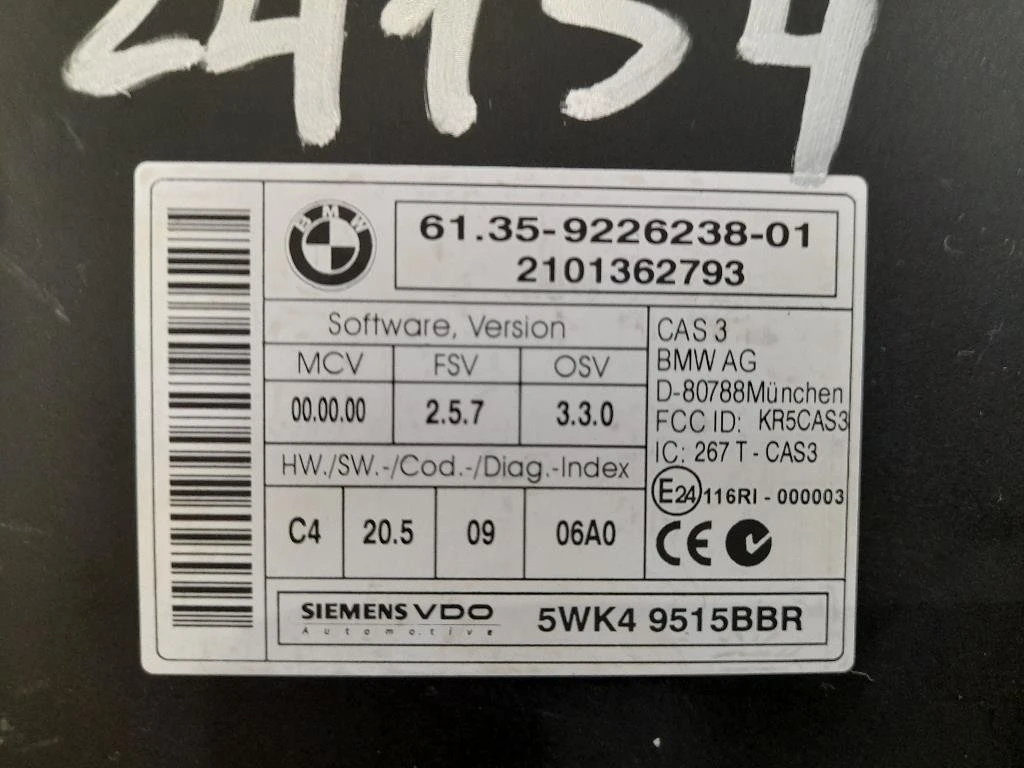 24954
BMW
61.35-9226238-01
2101362793
Software, Version
MCV FSV OSV
00.00.00 2.5.7 3.3.0
HW./SW.-/Cod.-/Diag.-Index
C4 20.5 09 06A0
CAS 3
BMW AG
D-80788München
FCC ID: KR5CAS3
IC: 267 T - CAS3
E24 116RI - 000003
CE
SIEMENS VDO
Automotive
5WK4 9515BBR